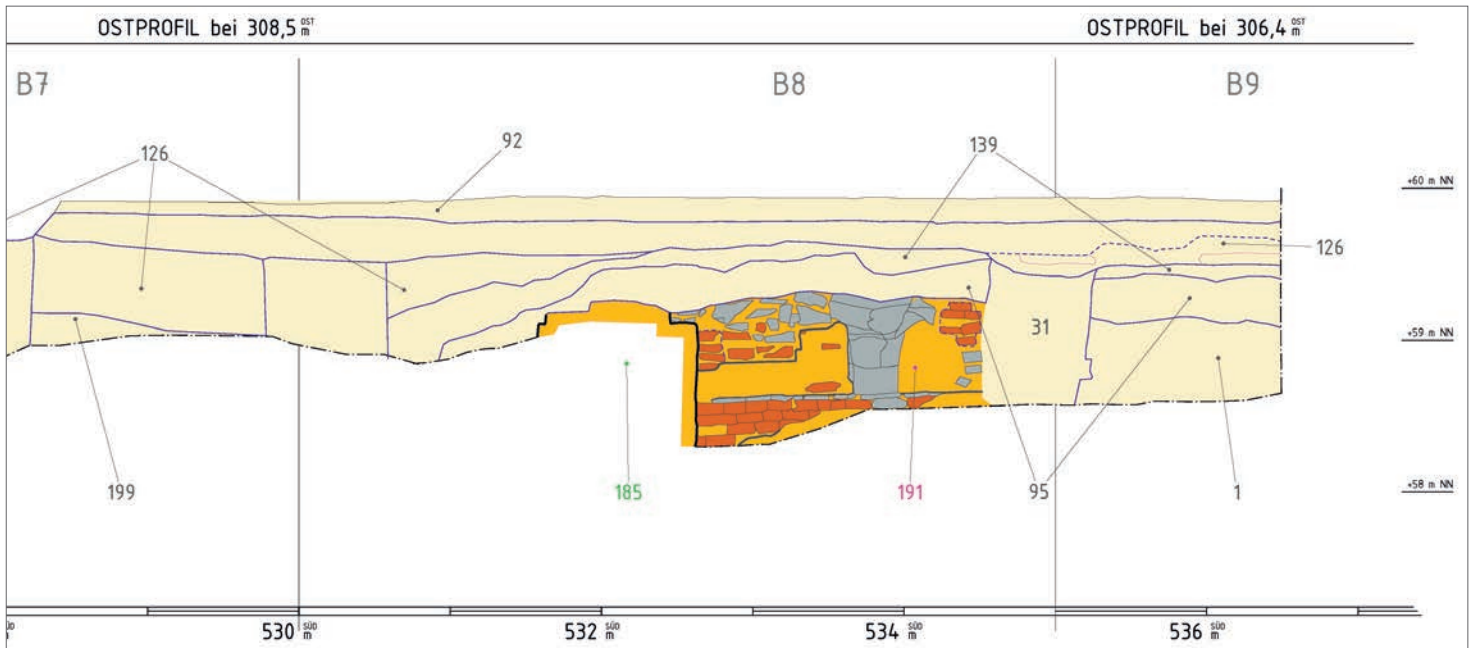 OSTPROFIL bei 308,5 OST m
OSTPROFIL bei 306,4 OST m
B7
B8
B9
126
92
139
+60 m NN
126
31
+59 m NN
199
185
191
95
1
+58 m NN
530 SÜD m
532 SÜD m
534 SÜD m
536 SÜD m